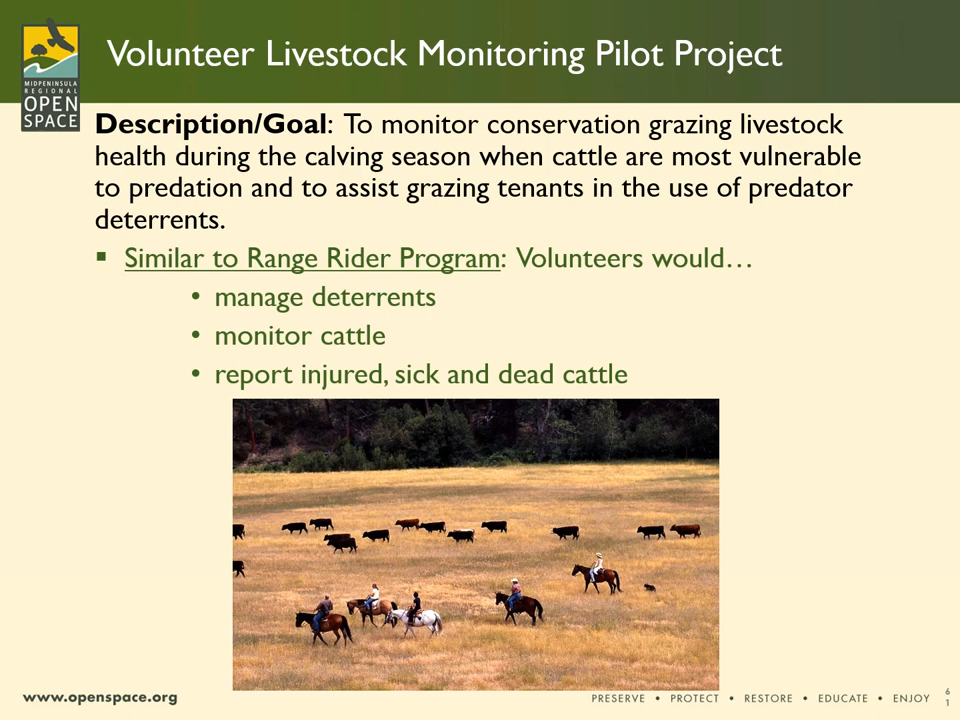 Volunteer Livestock Monitoring Pilot Project
MIDPENINSULA
REGIONAL
OPEN
SPACE
Description/Goal: To monitor conservation grazing livestock
health during the calving season when cattle are most vulnerable
to predation and to assist grazing tenants in the use of predator
deterrents.
▪ Similar to Range Rider Program: Volunteers would…
• manage deterrents
• monitor cattle
• report injured, sick and dead cattle
www.openspace.org
PRESERVE • PROTECT • RESTORE • EDUCATE • ENJOY
6
1